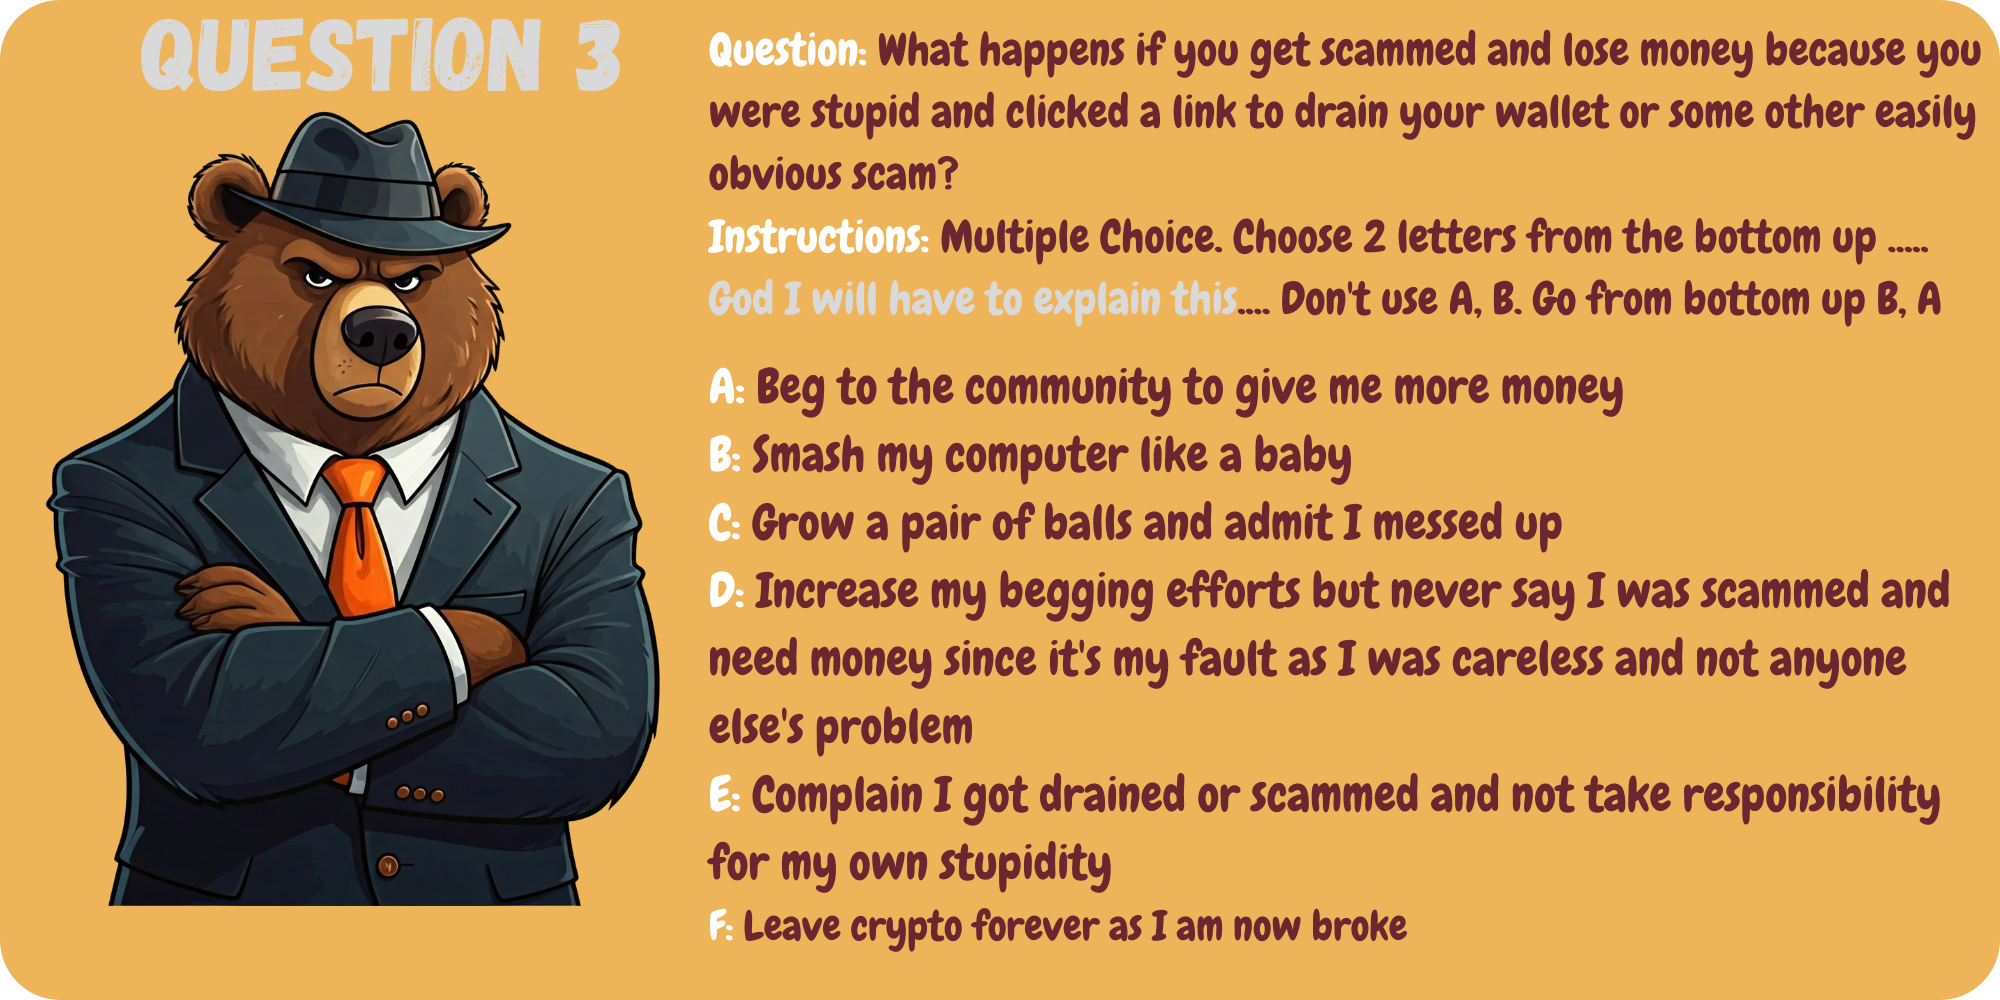 QUESTION 3
Question: What happens if you get scammed and lose money because you
were stupid and clicked a link to drain your wallet or some other easily
obvious scam?
Instructions: Multiple Choice. Choose 2 letters from the bottom up .....
God I will have to explain this.... Don't use A, B. Go from bottom up B, A
A: Beg to the community to give me more money
B: Smash my computer like a baby
C: Grow a pair of balls and admit I messed up
D: Increase my begging efforts but never say I was scammed and
need money since it's my fault as I was careless and not anyone
else's problem
E: Complain I got drained or scammed and not take responsibility
for my own stupidity
F: Leave crypto forever as I am now broke